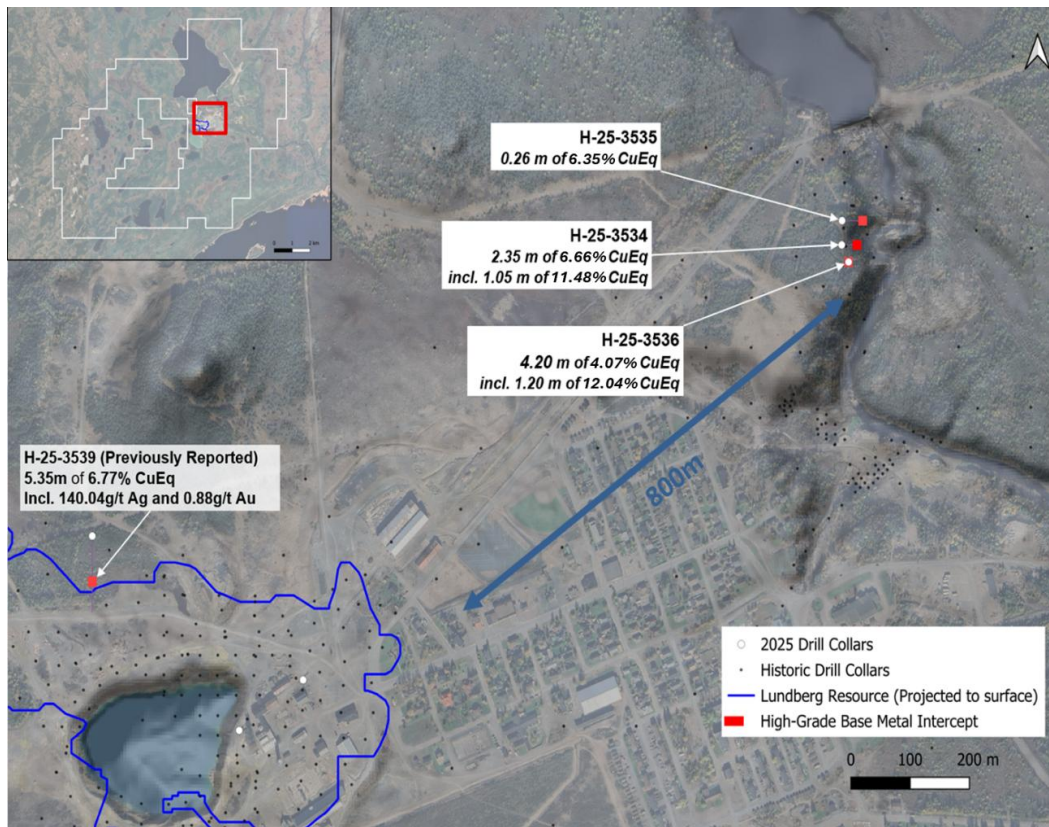 0 1 2 km
H-25-3535
0.26 m of 6.35% CuEq
H-25-3534
2.35 m of 6.66% CuEq
incl. 1.05 m of 11.48% CuEq
H-25-3536
4.20 m of 4.07% CuEq
incl. 1.20 m of 12.04% CuEq
H-25-3539 (Previously Reported)
5.35m of 6.77% CuEq
Incl. 140.04g/t Ag and 0.88g/t Au
800m
2025 Drill Collars
Historic Drill Collars
Lundberg Resource (Projected to surface)
High-Grade Base Metal Intercept
0 100 200 m